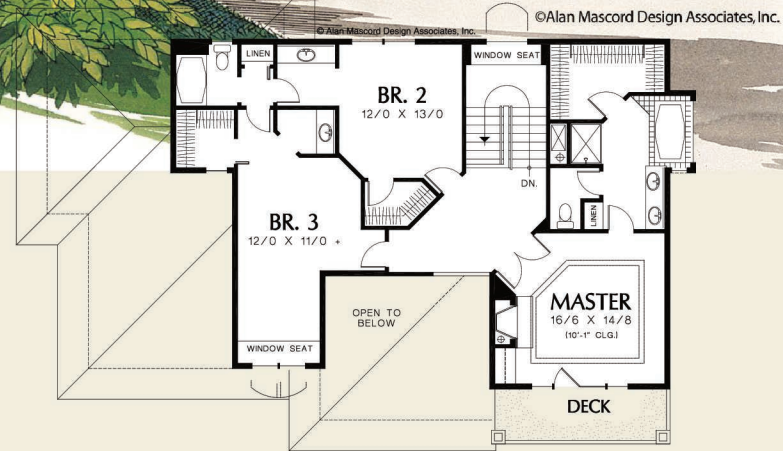 ©Alan Mascord Design Associates, Inc.
© Alan Mascord Design Associates, Inc.
LINEN
WINDOW SEAT
BR. 2
12/0 X 13/0
DN.
BR. 3
12/0 X 11/0 +
LINEN
MASTER
16/6 X 14/8
(10'-1" CLG.)
OPEN TO
BELOW
WINDOW SEAT
DECK